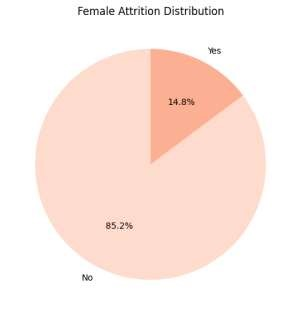 Female Attrition Distribution
Yes
14.8%
85.2%
No